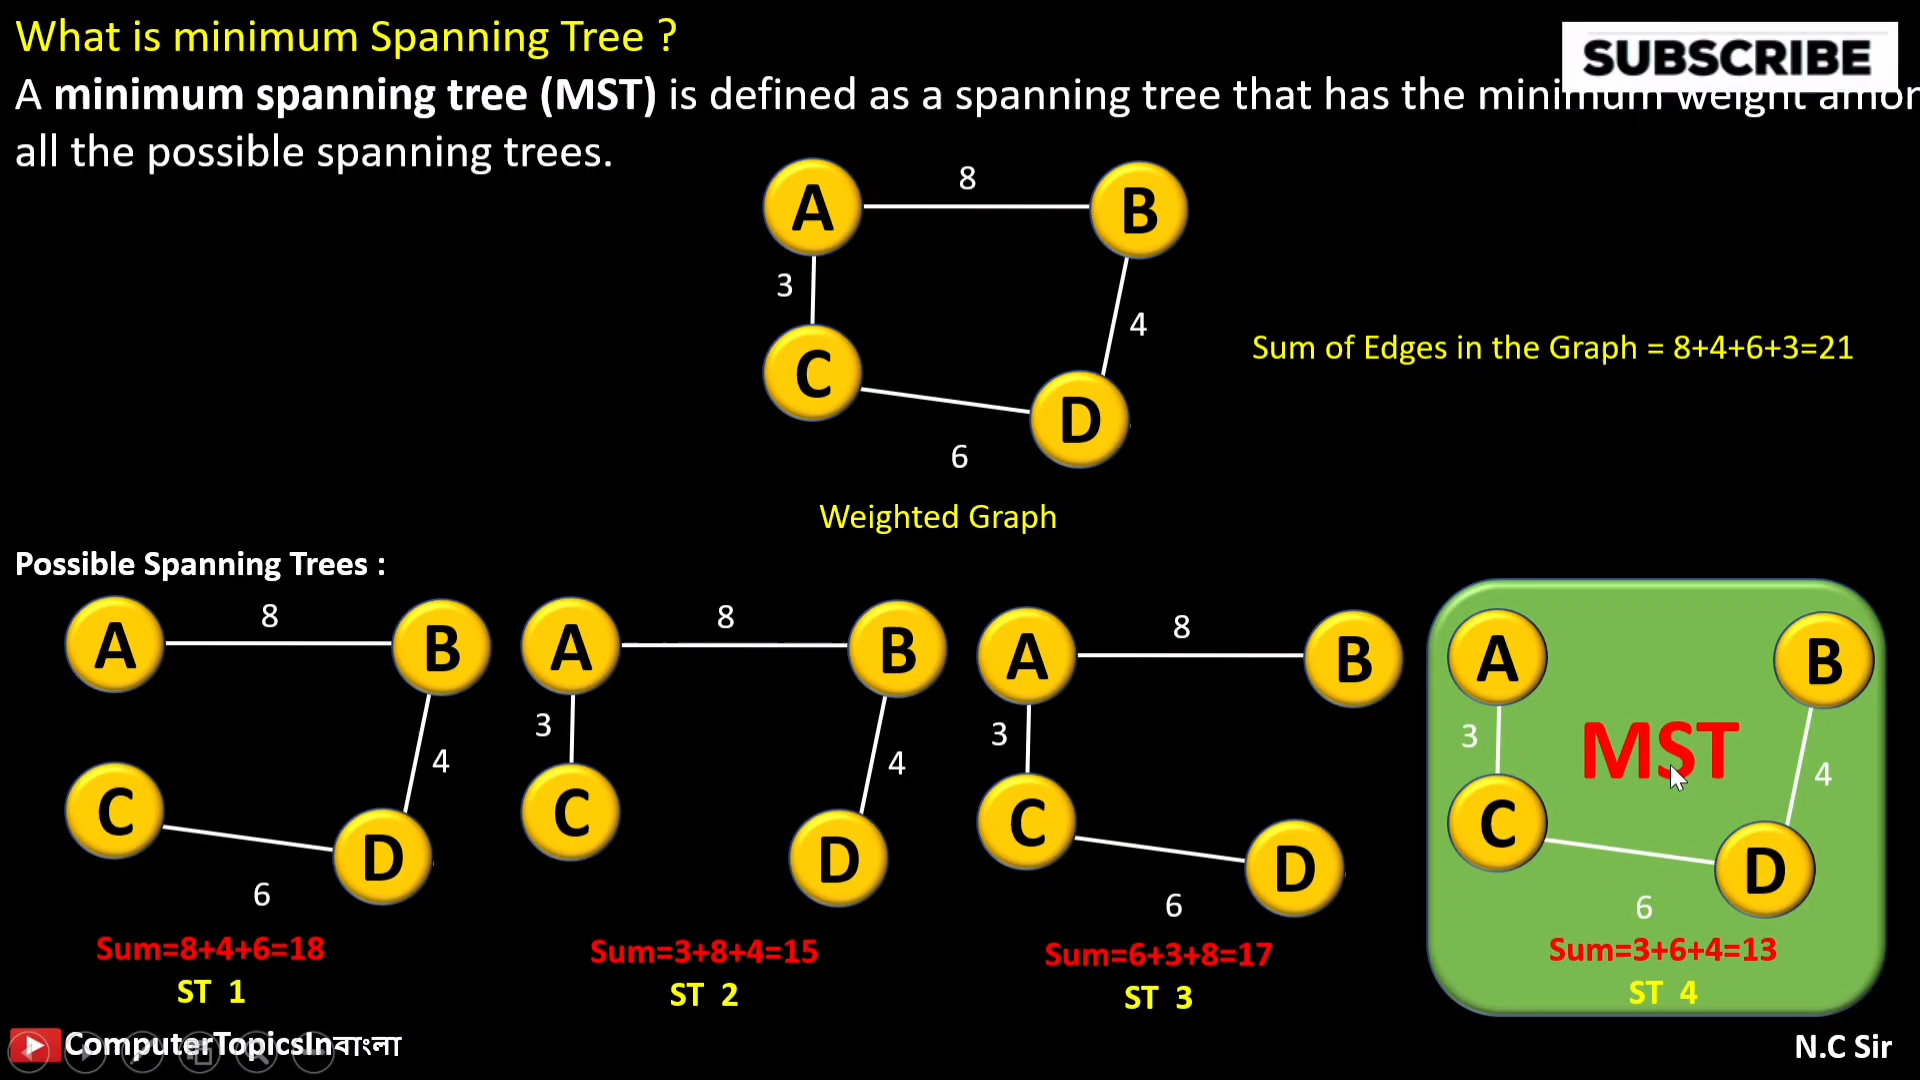 What is minimum Spanning Tree ?
SUBSCRIBE
A minimum spanning tree (MST) is defined as a spanning tree that has the minimum weight amon
all the possible spanning trees.
8
A B
3
4
Sum of Edges in the Graph = 8+4+6+3=21
C
D
6
Weighted Graph
Possible Spanning Trees :
8
A B
4
C
D
6
Sum=8+4+6=18
ST 1
8
A B
3
4
C
D
Sum=3+8+4=15
ST 2
8
A B
3
C
D
6
Sum=6+3+8=17
ST 3
A B
3
MST
4
C
D
6
Sum=3+6+4=13
ST 4
ComputerTopicsInবাংলা
N.C Sir